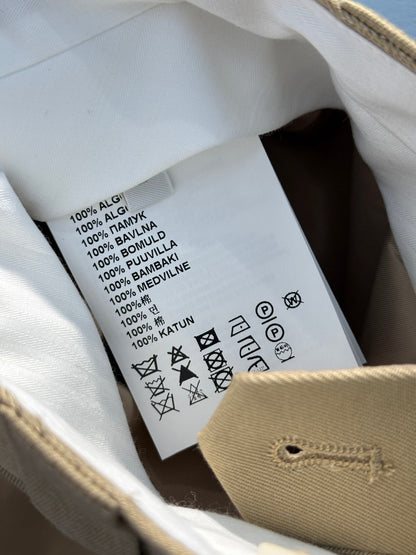 100% ALG
100% ALG
100% ПАМУК
100% BAVLNA
100% BOMULD
100% PUUVILLA
100% BAMBAKI
100% MEDVILNE
100%棉
100% 면
100%棉
100% KATUN
P
P
W